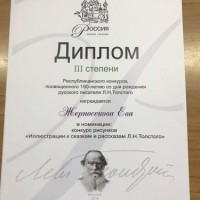 РОССИЯ
Диплом
III степени
Республиканского конкурса,
посвященного 190-летию со дня рождения
русского писателя Л.Н.Толстого
награждается
в номинации:
конкурс рисунков
«Иллюстрации к сказкам и рассказам Л.Н.Толстого»